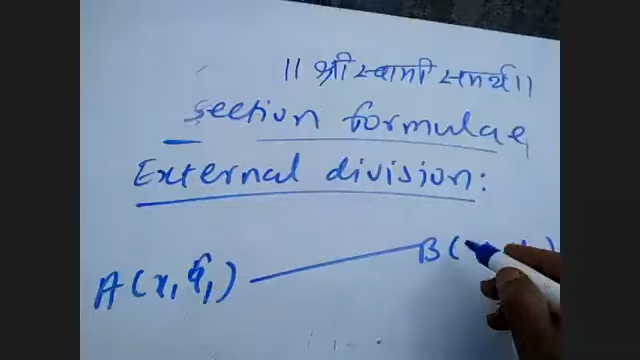 ॥ श्री स्वामी समर्थ ॥
Section formulae,
External division:
A(x, y,) B(